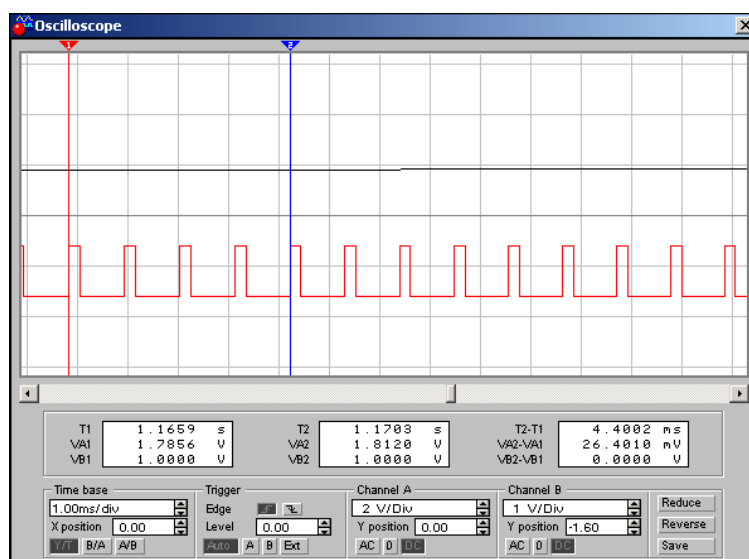 Oscilloscope
1 2
T1 1.1659 s T2 1.1703 s T2-T1 4.4002 ms
VA1 1.7856 V VA2 1.8120 V VA2-VA1 26.4010 mV
VB1 1.0000 V VB2 1.0000 V VB2-VB1 0.0000 V
Time base Trigger Channel A Channel B
1.00ms/div Edge 2 V/Div 1 V/Div Reduce
X position 0.00 Level 0.00 Y position 0.00 Y position -1.60 Reverse
Y/T B/A A/B Auto A B Ext AC 0 DC AC 0 DC Save